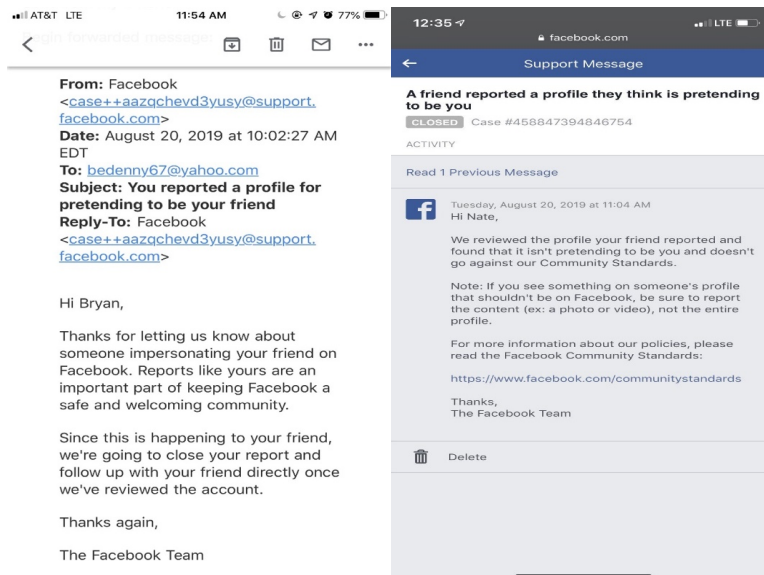 AT&T LTE 11:54 AM 77%
Begin forwarded message:
From: Facebook
<case++aazqchevd3yusy@support.
facebook.com>
Date: August 20, 2019 at 10:02:27 AM
EDT
To: bedenny67@yahoo.com
Subject: You reported a profile for
pretending to be your friend
Reply-To: Facebook
<case++aazqchevd3yusy@support.
facebook.com>
Hi Bryan,
Thanks for letting us know about
someone impersonating your friend on
Facebook. Reports like yours are an
important part of keeping Facebook a
safe and welcoming community.
Since this is happening to your friend,
we're going to close your report and
follow up with your friend directly once
we've reviewed the account.
Thanks again,
The Facebook Team
12:35 LTE
facebook.com
Support Message
A friend reported a profile they think is pretending
to be you
CLOSED Case #458847394846754
ACTIVITY
Read 1 Previous Message
Tuesday, August 20, 2019 at 11:04 AM
Hi Nate,
We reviewed the profile your friend reported and
found that it isn't pretending to be you and doesn't
go against our Community Standards.
Note: If you see something on someone's profile
that shouldn't be on Facebook, be sure to report
the content (ex: a photo or video), not the entire
profile.
For more information about our policies, please
read the Facebook Community Standards:
https://www.facebook.com/communitystandards
Thanks,
The Facebook Team
Delete